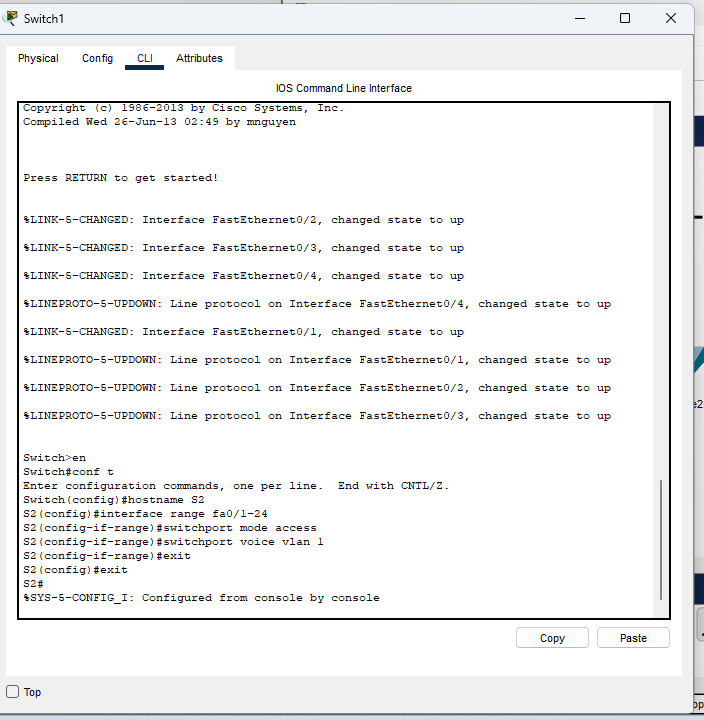 Switch1
Physical Config CLI Attributes
IOS Command Line Interface
Copyright (c) 1986-2013 by Cisco Systems, Inc.
Compiled Wed 26-Jun-13 02:49 by mnguyen
Press RETURN to get started!
%LINK-5-CHANGED: Interface FastEthernet0/2, changed state to up
%LINK-5-CHANGED: Interface FastEthernet0/3, changed state to up
%LINK-5-CHANGED: Interface FastEthernet0/4, changed state to up
%LINEPROTO-5-UPDOWN: Line protocol on Interface FastEthernet0/4, changed state to up
%LINK-5-CHANGED: Interface FastEthernet0/1, changed state to up
%LINEPROTO-5-UPDOWN: Line protocol on Interface FastEthernet0/1, changed state to up
%LINEPROTO-5-UPDOWN: Line protocol on Interface FastEthernet0/2, changed state to up
%LINEPROTO-5-UPDOWN: Line protocol on Interface FastEthernet0/3, changed state to up
Switch>en
Switch#conf t
Enter configuration commands, one per line.  End with CNTL/Z.
Switch(config)#hostname S2
S2(config)#interface range fa0/1-24
S2(config-if-range)#switchport mode access
S2(config-if-range)#switchport voice vlan 1
S2(config-if-range)#exit
S2(config)#exit
S2#
%SYS-5-CONFIG_I: Configured from console by console
Copy Paste
Top